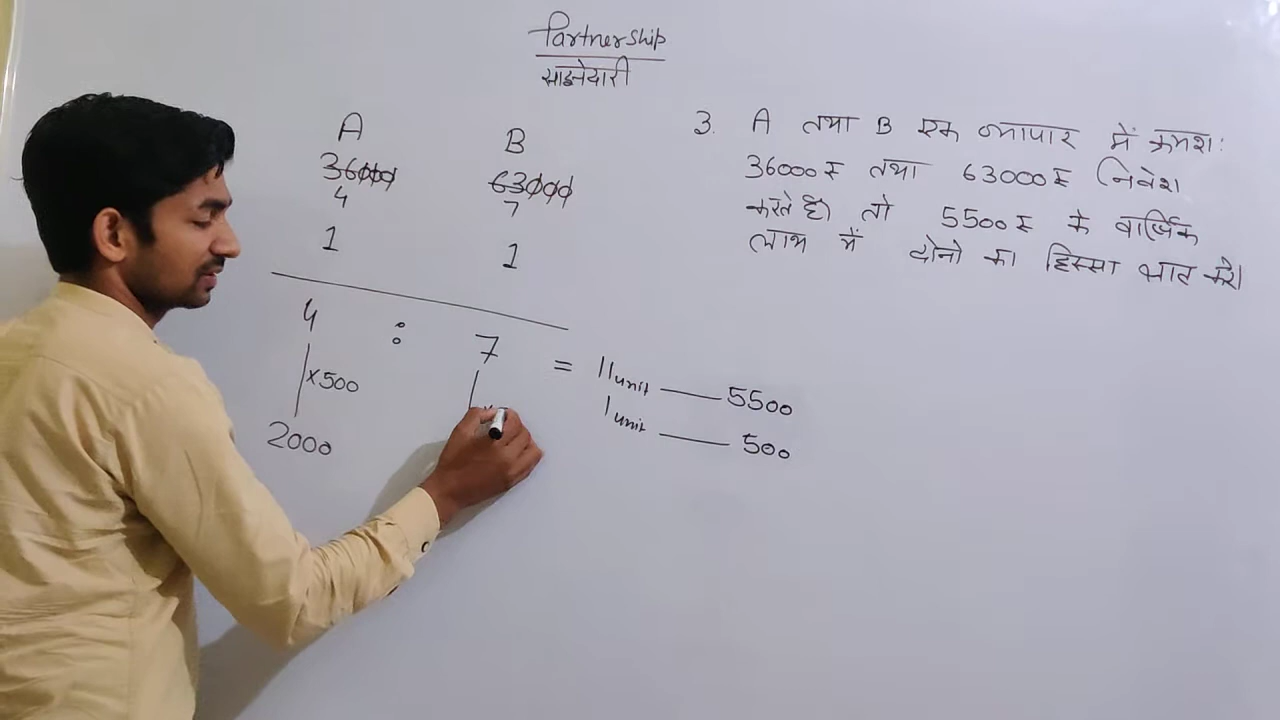 Partnership
साझेदारी
A
B
36000
63000
4
7
1
1
4 : 7 = 11 unit — 5500
×500
1 unit — 500
2000
3. A तथा B एक व्यापार में क्रमशः
36000 ₹ तथा 63000 ₹ निवेश
करते है। तो 5500 ₹ के वार्षिक
लाभ में दोनो का हिस्सा ज्ञात करे।